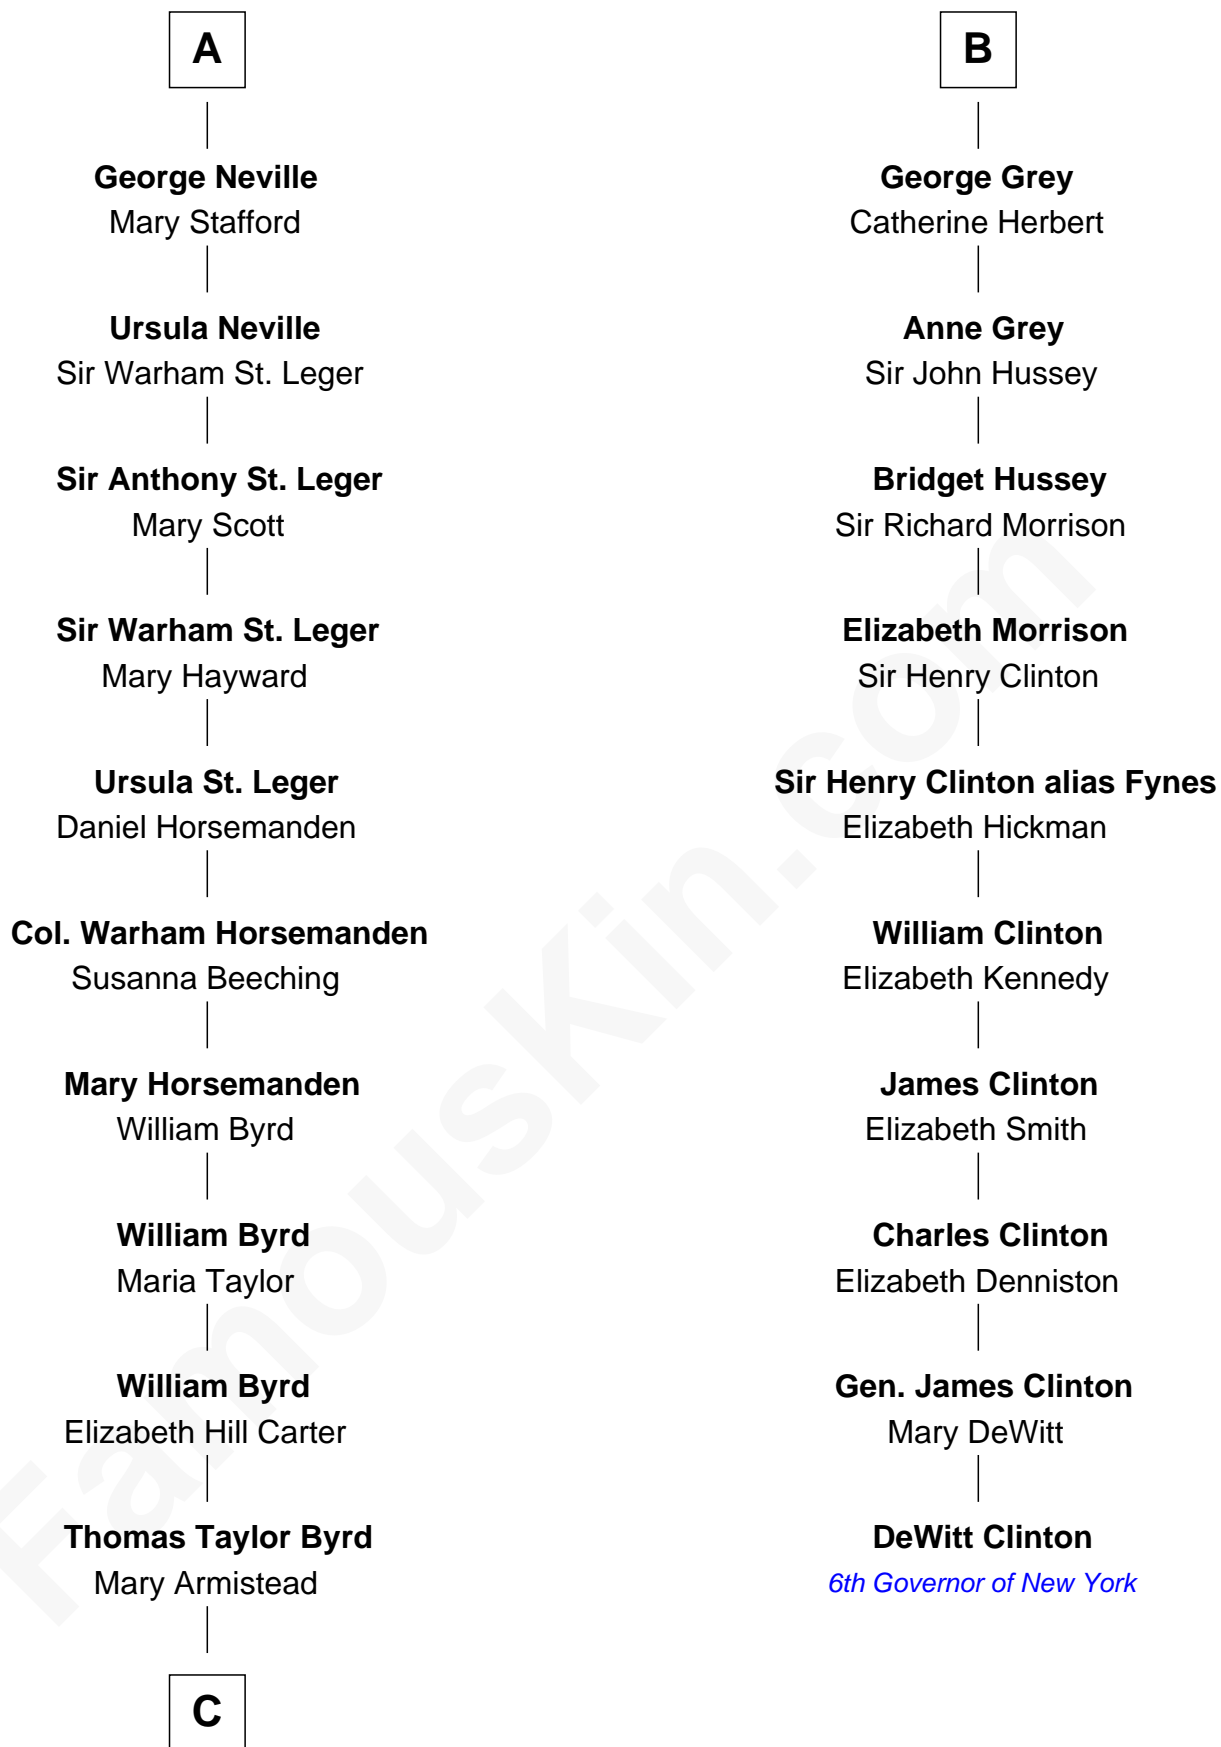 A
George Neville
Mary Stafford
Ursula Neville
Sir Warham St. Leger
Sir Anthony St. Leger
Mary Scott
Sir Warham St. Leger
Mary Hayward
Ursula St. Leger
Daniel Horsemanden
Col. Warham Horsemanden
Susanna Beeching
Mary Horsemanden
William Byrd
William Byrd
Maria Taylor
William Byrd
Elizabeth Hill Carter
Thomas Taylor Byrd
Mary Armistead
C
B
George Grey
Catherine Herbert
Anne Grey
Sir John Hussey
Bridget Hussey
Sir Richard Morrison
Elizabeth Morrison
Sir Henry Clinton
Sir Henry Clinton alias Fynes
Elizabeth Hickman
William Clinton
Elizabeth Kennedy
James Clinton
Elizabeth Smith
Charles Clinton
Elizabeth Denniston
Gen. James Clinton
Mary DeWitt
DeWitt Clinton
6th Governor of New York
FamousKin.com